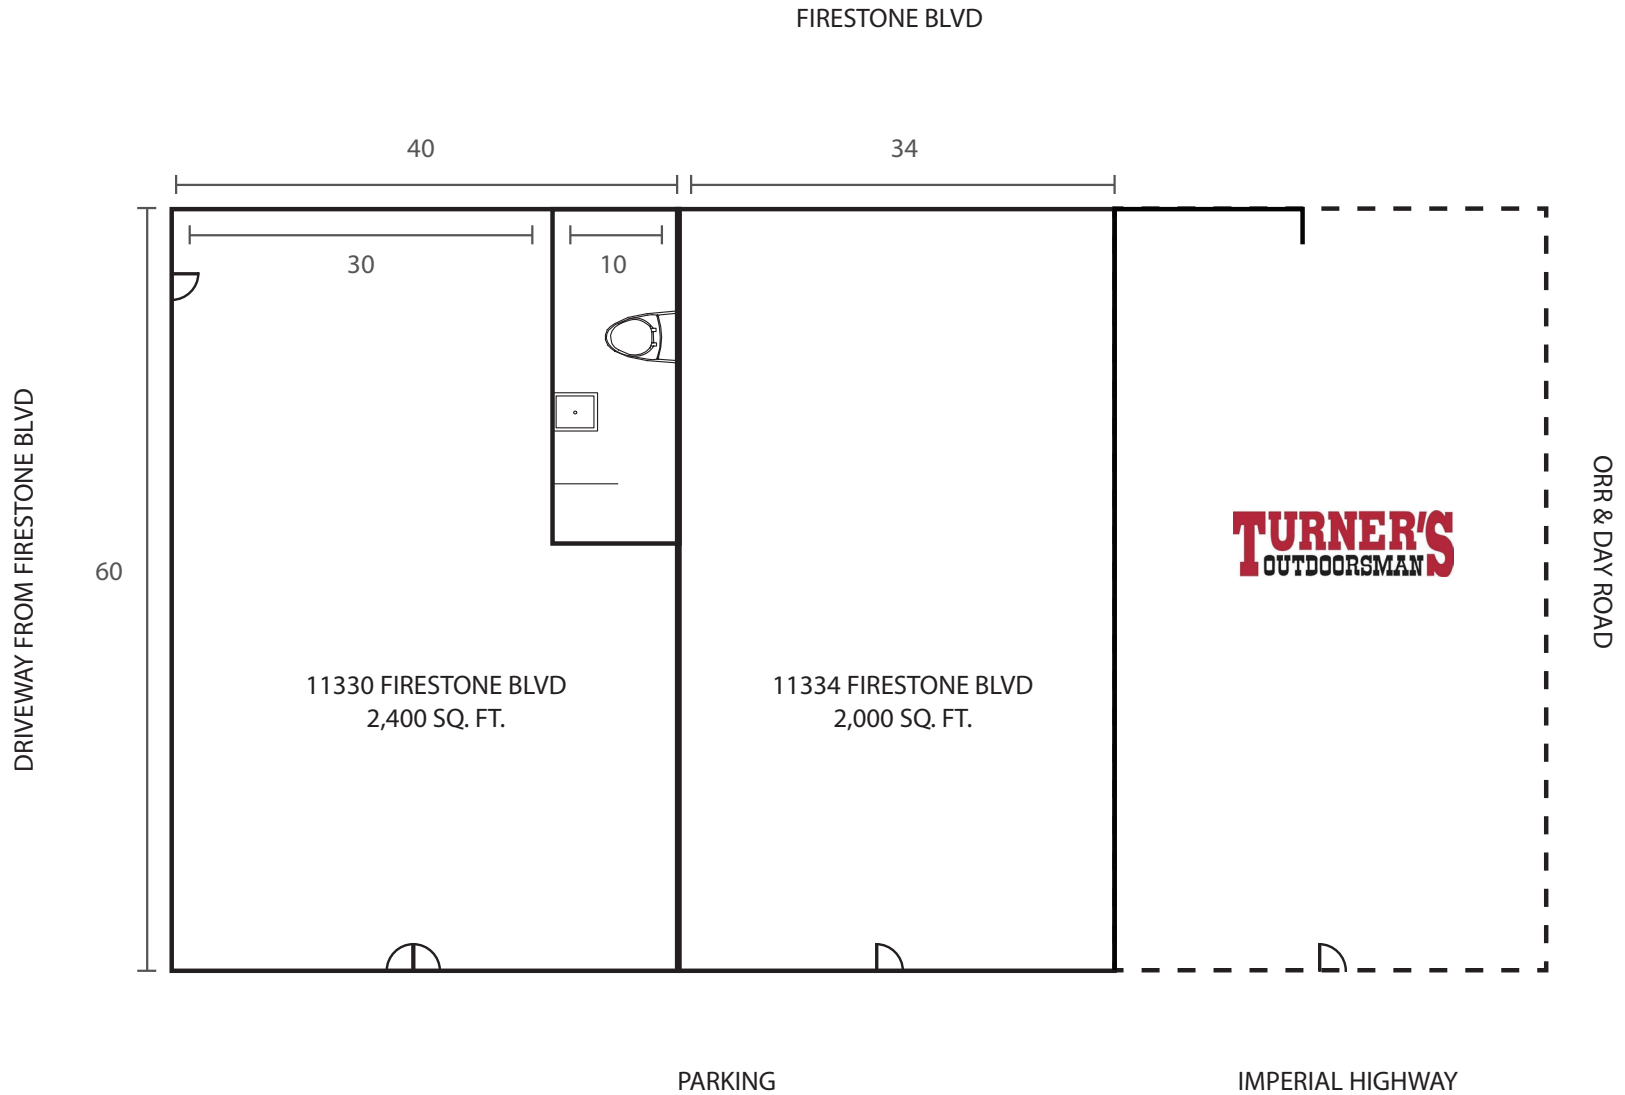 FIRESTONE BLVD
40
34
30
10
DRIVEWAY FROM FIRESTONE BLVD
60
11330 FIRESTONE BLVD
2,400 SQ. FT.
11334 FIRESTONE BLVD
2,000 SQ. FT.
TURNER'S
OUTDOORSMAN
ORR & DAY ROAD
PARKING
IMPERIAL HIGHWAY